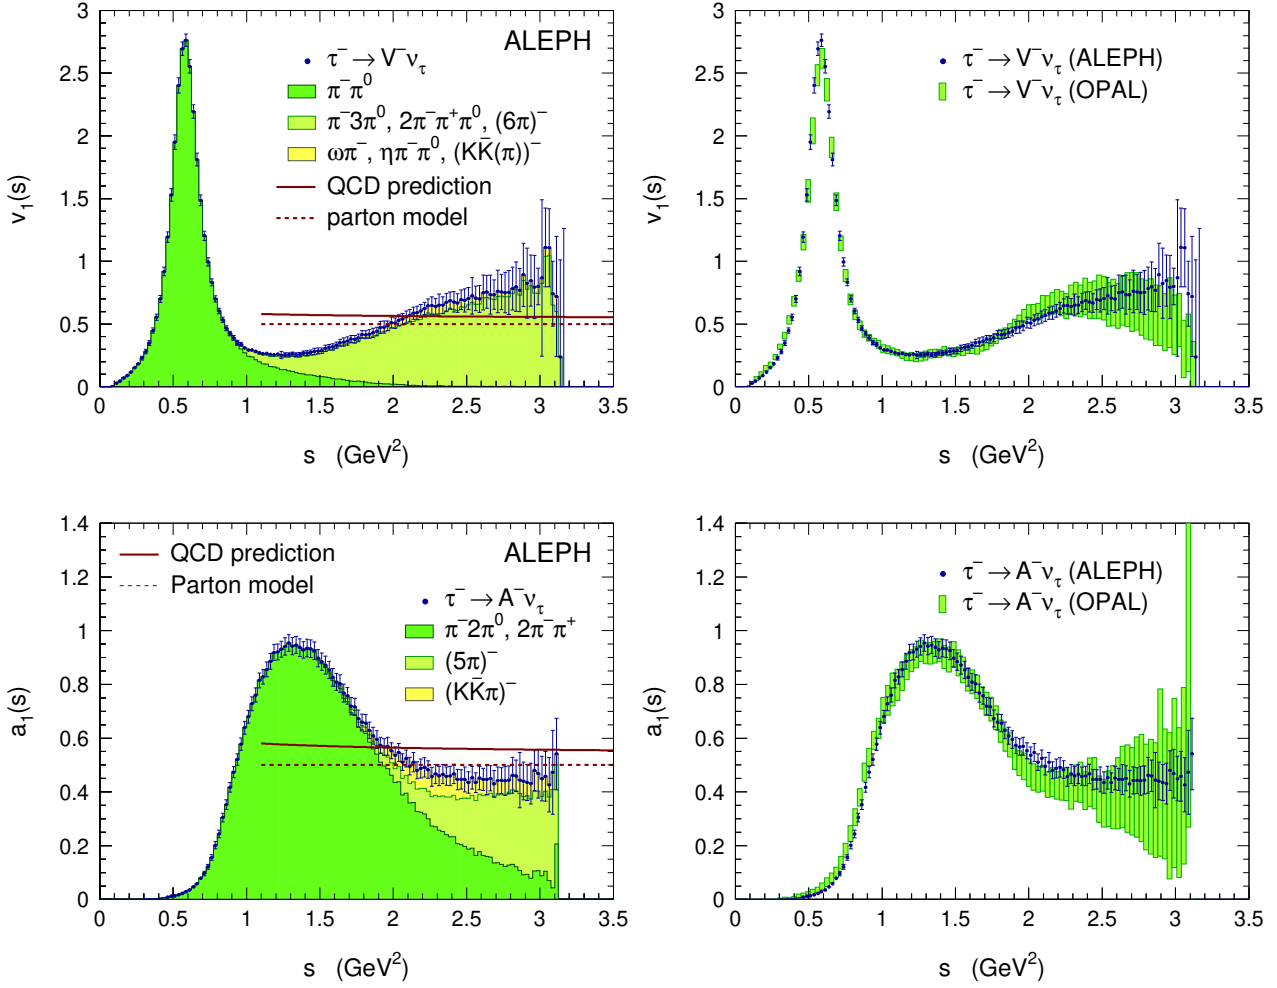 ALEPH
τ⁻ → V⁻ν_τ
π⁻π⁰
π⁻3π⁰, 2π⁻π⁺π⁰, (6π)⁻
ωπ⁻, ηπ⁻π⁰, (KK̄(π))⁻
QCD prediction
parton model
v₁(s)
3
2.5
2
1.5
1
0.5
0
0 0.5 1 1.5 2 2.5 3 3.5
s (GeV²)
τ⁻ → V⁻ν_τ (ALEPH)
τ⁻ → V⁻ν_τ (OPAL)
v₁(s)
3
2.5
2
1.5
1
0.5
0
0 0.5 1 1.5 2 2.5 3 3.5
s (GeV²)
QCD prediction
Parton model
ALEPH
τ⁻ → A⁻ν_τ
π⁻2π⁰, 2π⁻π⁺
(5π)⁻
(KK̄π)⁻
a₁(s)
1.4
1.2
1
0.8
0.6
0.4
0.2
0
0 0.5 1 1.5 2 2.5 3 3.5
s (GeV²)
τ⁻ → A⁻ν_τ (ALEPH)
τ⁻ → A⁻ν_τ (OPAL)
a₁(s)
1.4
1.2
1
0.8
0.6
0.4
0.2
0
0 0.5 1 1.5 2 2.5 3 3.5
s (GeV²)